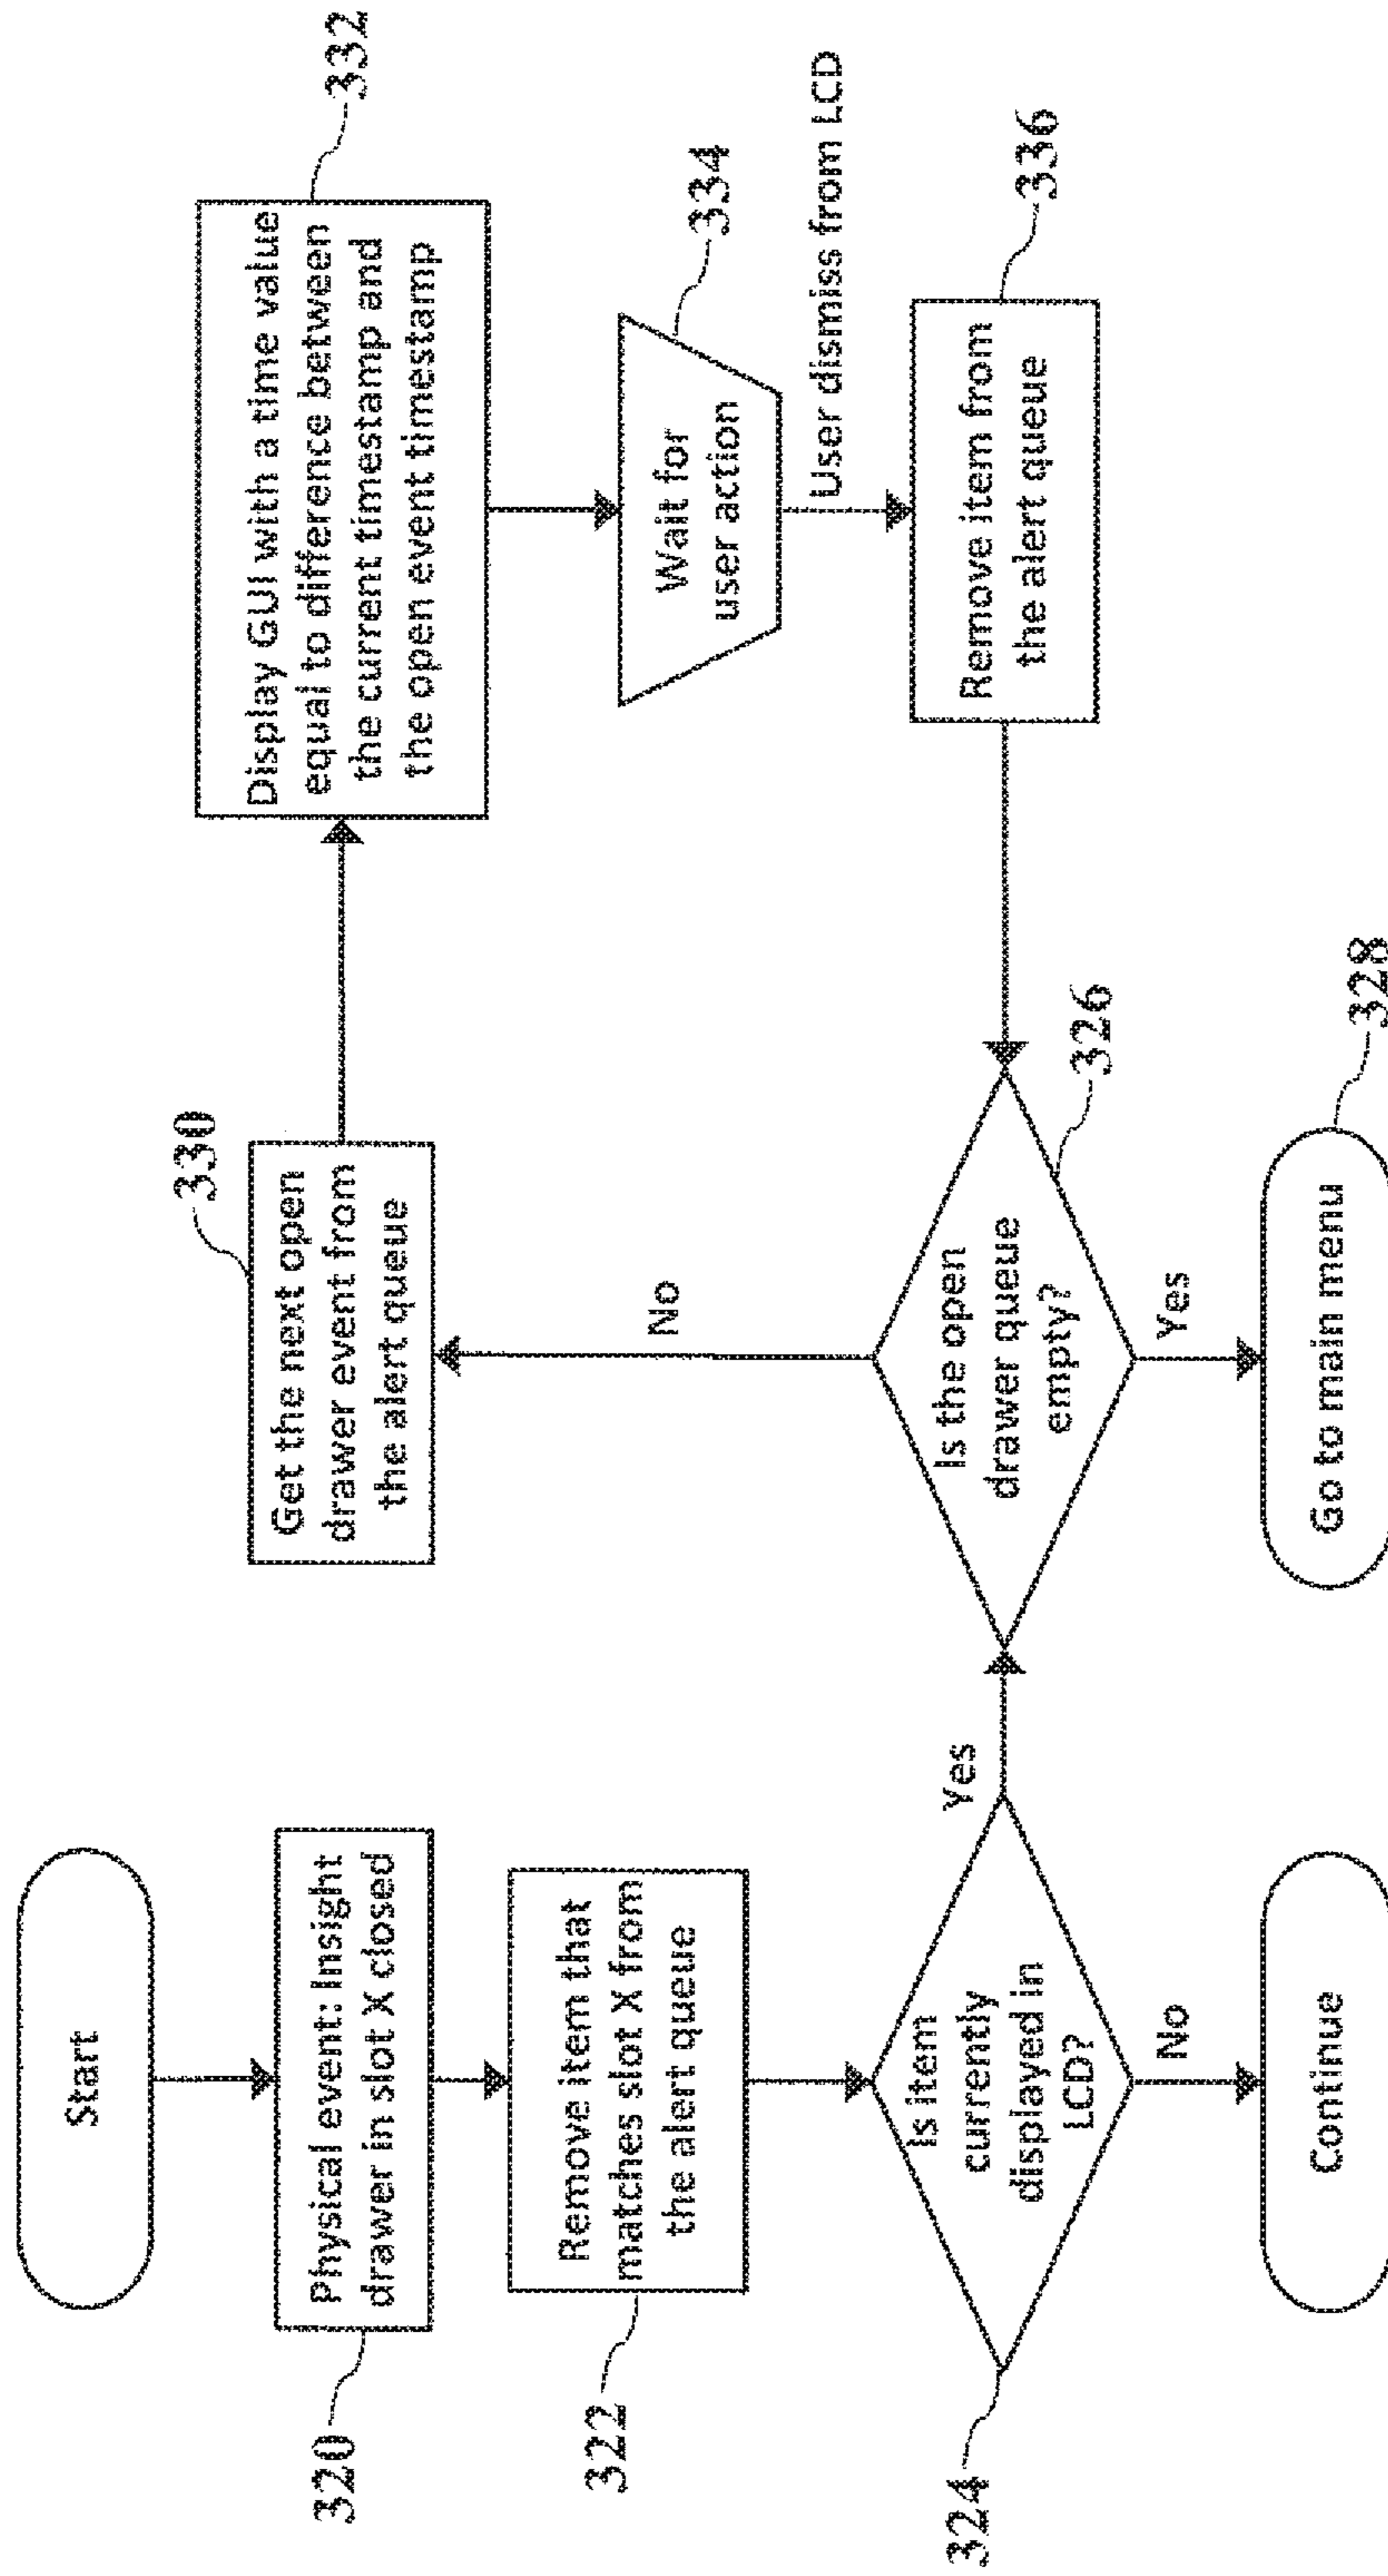 Start
Physical event: Insight
drawer in slot X closed
320
Remove item that
matches slot X from
the alert queue
322
Is item
currently
displayed in
LCD?
324
No
Continue
Yes
Is the open
drawer queue
empty?
326
Yes
Go to main menu
328
No
Get the next open
drawer event from
the alert queue
330
Display GUI with a time value
equal to difference between
the current timestamp and
the open event timestamp
332
Wait for
user action
334
User dismiss from LCD
Remove item from
the alert queue
336